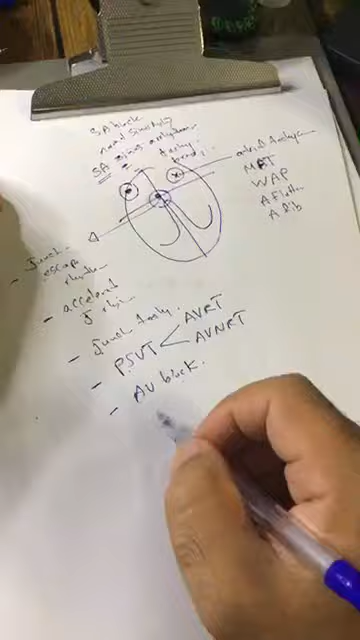 SA block
SA sinus arrhythm
tachy
brady
atrial tachy
MAT
WAP
A Flutter
A fib
- Junct
escape
rhythm
- accelerated
J rhy
- Junct tachy.
- PSVT < AVRT
AVNRT
- AV block.